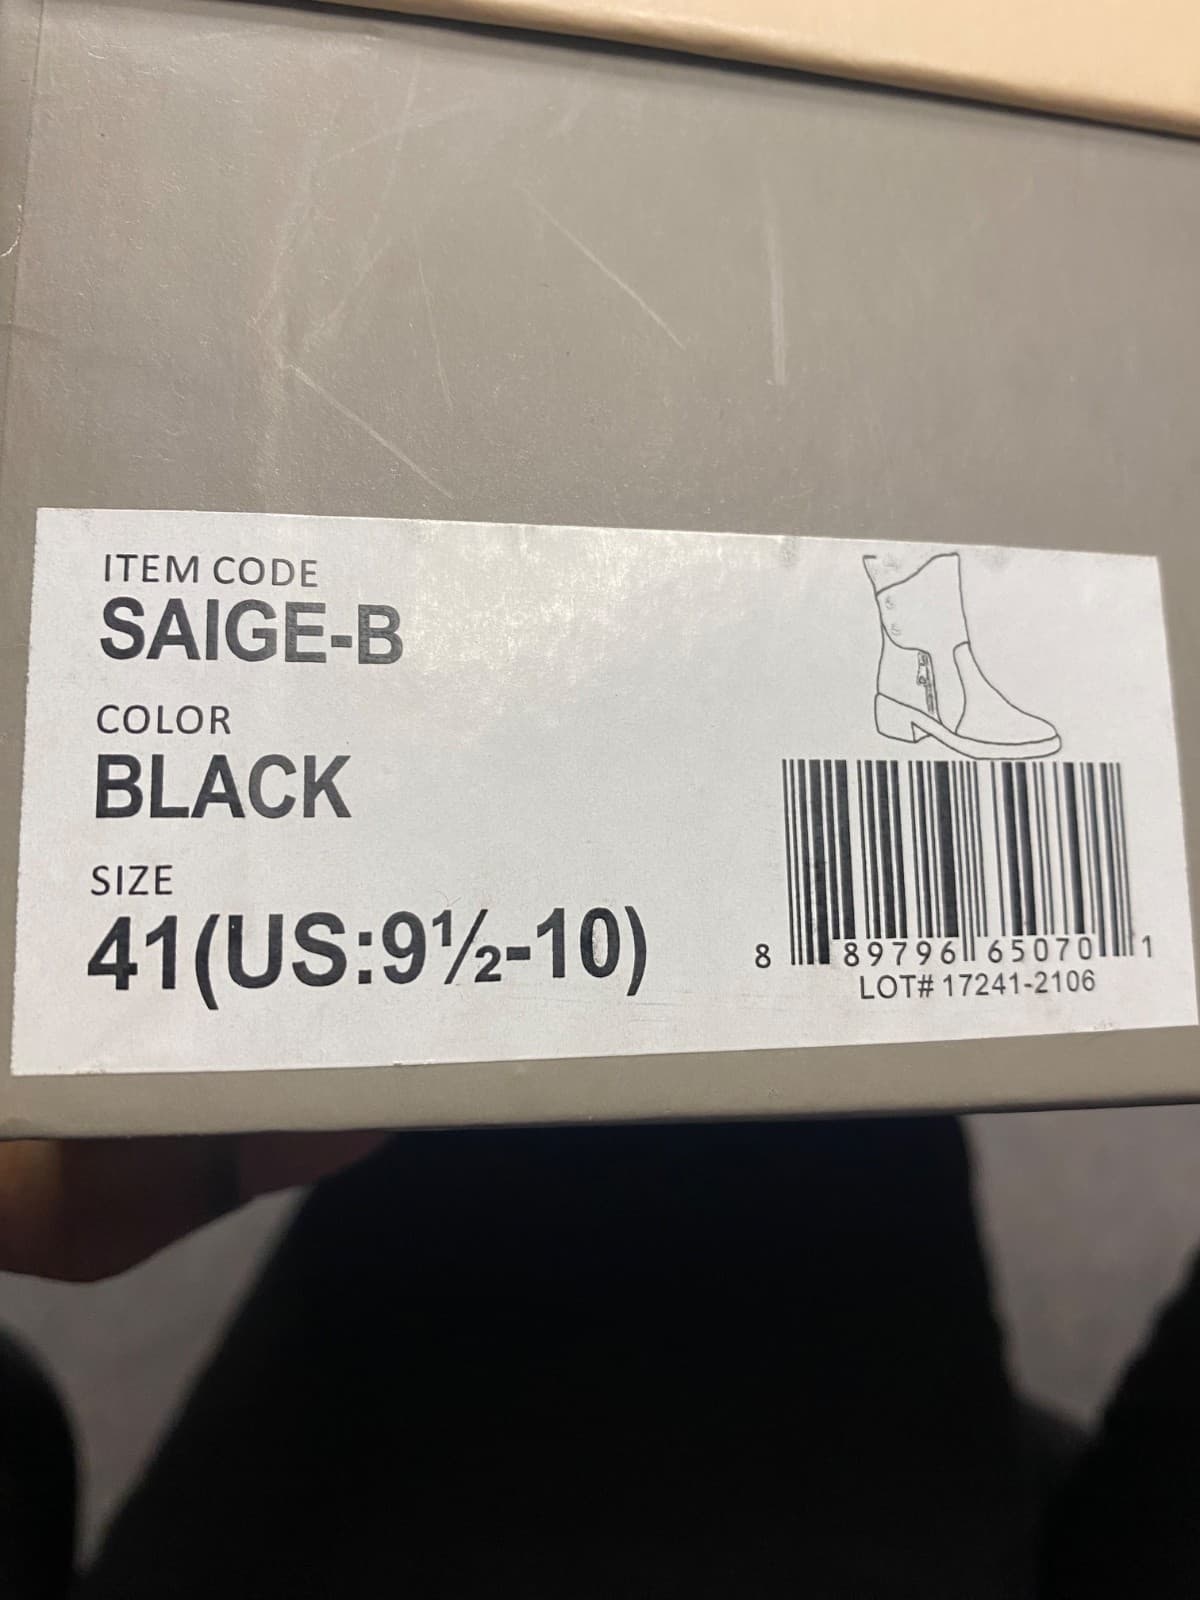 ITEM CODE
SAIGE-B
COLOR
BLACK
SIZE
41(US:9½-10)
8 89796 65070 1
LOT# 17241-2106